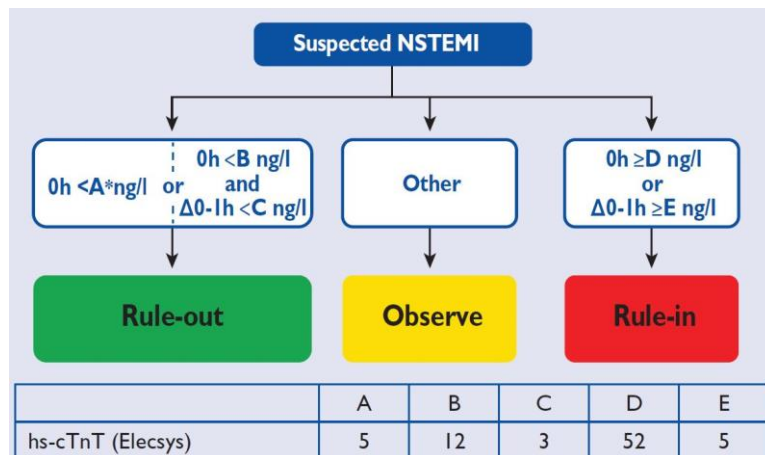 Suspected NSTEMI
0h <A*ng/l or 0h <B ng/l
and
Δ0-1h <C ng/l
Other
0h ≥D ng/l
or
Δ0-1h ≥E ng/l
Rule-out
Observe
Rule-in
A B C D E
hs-cTnT (Elecsys) 5 12 3 52 5